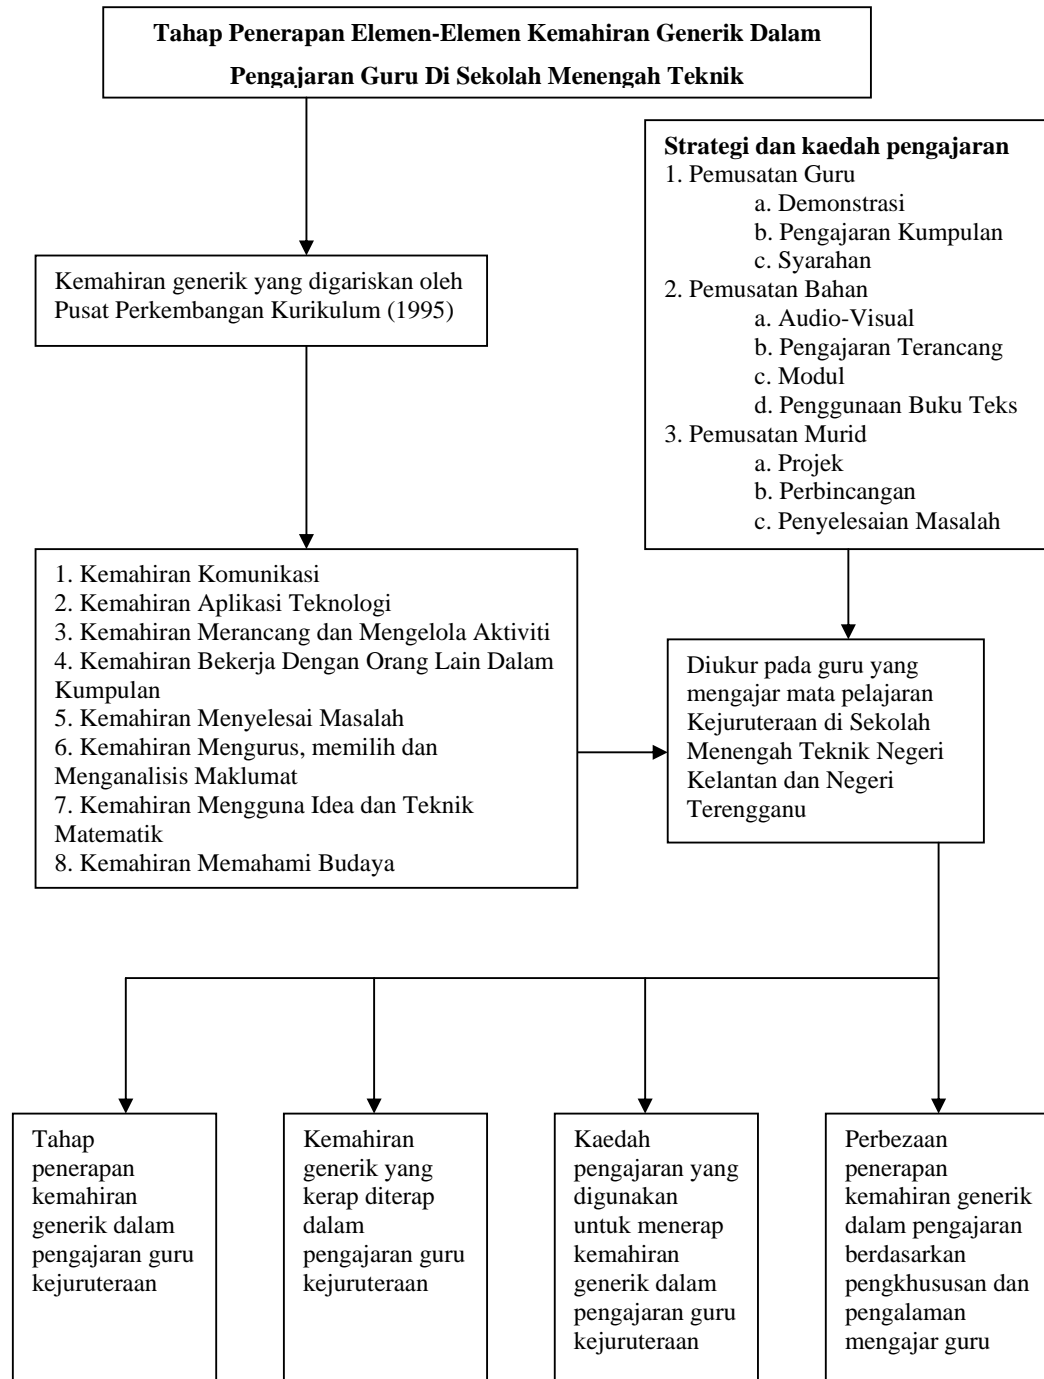 Tahap Penerapan Elemen-Elemen Kemahiran Generik Dalam
Pengajaran Guru Di Sekolah Menengah Teknik
Strategi dan kaedah pengajaran
1. Pemusatan Guru
a. Demonstrasi
b. Pengajaran Kumpulan
c. Syarahan
2. Pemusatan Bahan
a. Audio-Visual
b. Pengajaran Terancang
c. Modul
d. Penggunaan Buku Teks
3. Pemusatan Murid
a. Projek
b. Perbincangan
c. Penyelesaian Masalah
Kemahiran generik yang digariskan oleh
Pusat Perkembangan Kurikulum (1995)
1. Kemahiran Komunikasi
2. Kemahiran Aplikasi Teknologi
3. Kemahiran Merancang dan Mengelola Aktiviti
4. Kemahiran Bekerja Dengan Orang Lain Dalam
Kumpulan
5. Kemahiran Menyelesai Masalah
6. Kemahiran Mengurus, memilih dan
Menganalisis Maklumat
7. Kemahiran Mengguna Idea dan Teknik
Matematik
8. Kemahiran Memahami Budaya
Diukur pada guru yang
mengajar mata pelajaran
Kejuruteraan di Sekolah
Menengah Teknik Negeri
Kelantan dan Negeri
Terengganu
Tahap
penerapan
kemahiran
generik dalam
pengajaran guru
kejuruteraan
Kemahiran
generik yang
kerap diterap
dalam
pengajaran guru
kejuruteraan
Kaedah
pengajaran yang
digunakan
untuk menerap
kemahiran
generik dalam
pengajaran guru
kejuruteraan
Perbezaan
penerapan
kemahiran generik
dalam pengajaran
berdasarkan
pengkhususan dan
pengalaman
mengajar guru